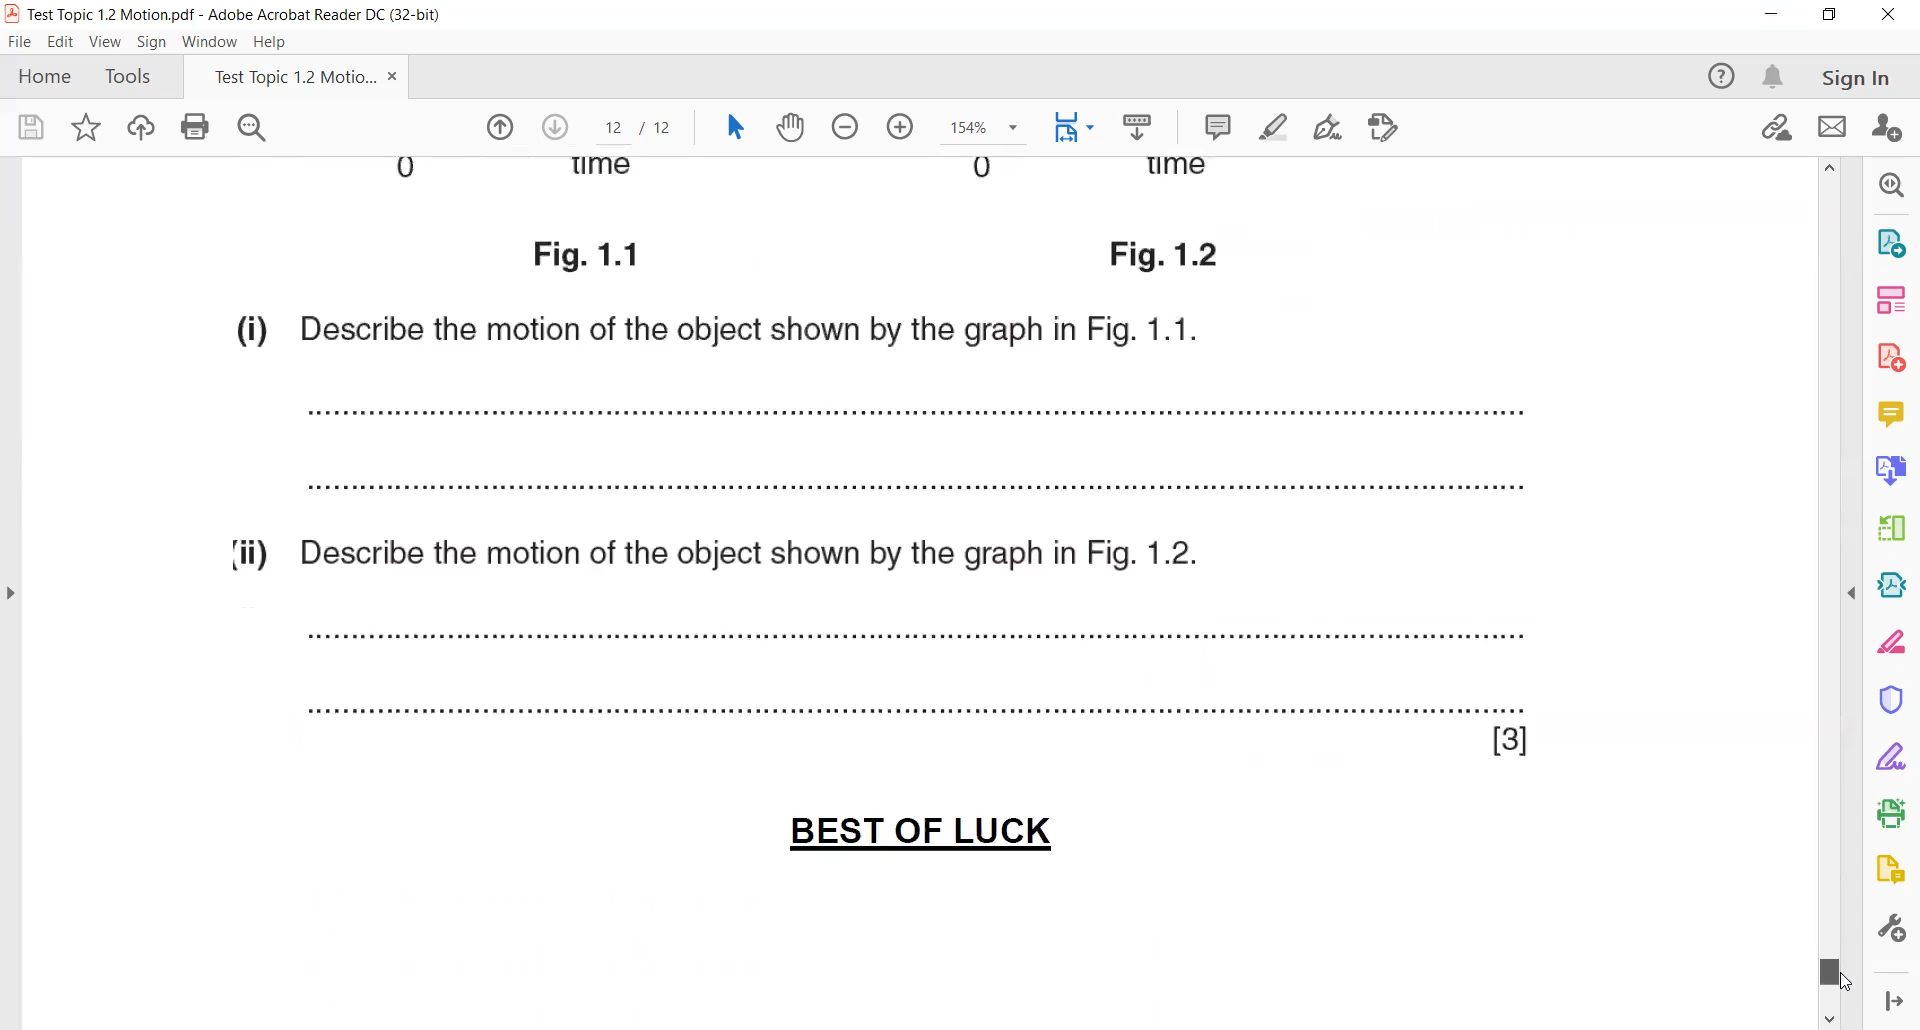 Test Topic 1.2 Motion.pdf - Adobe Acrobat Reader DC (32-bit)
File Edit View Sign Window Help
Home Tools Test Topic 1.2 Motio... × Sign In
12 / 12 154%
0 time 0 time
Fig. 1.1 Fig. 1.2
(i) Describe the motion of the object shown by the graph in Fig. 1.1.
(ii) Describe the motion of the object shown by the graph in Fig. 1.2.
[3]
BEST OF LUCK